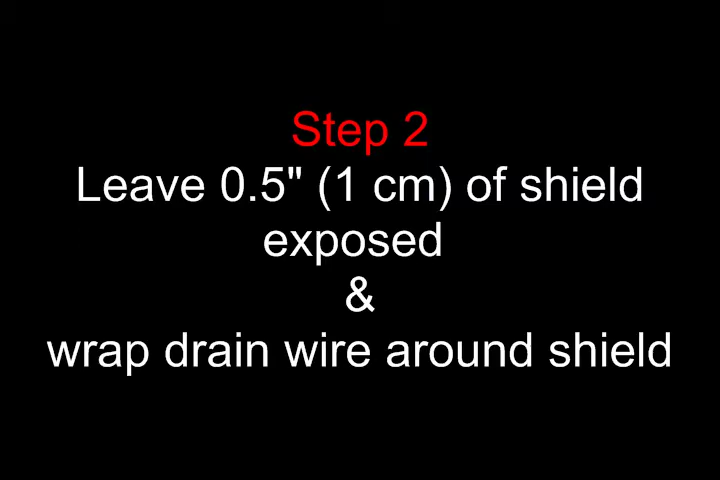 Step 2
Leave 0.5" (1 cm) of shield
exposed
&
wrap drain wire around shield